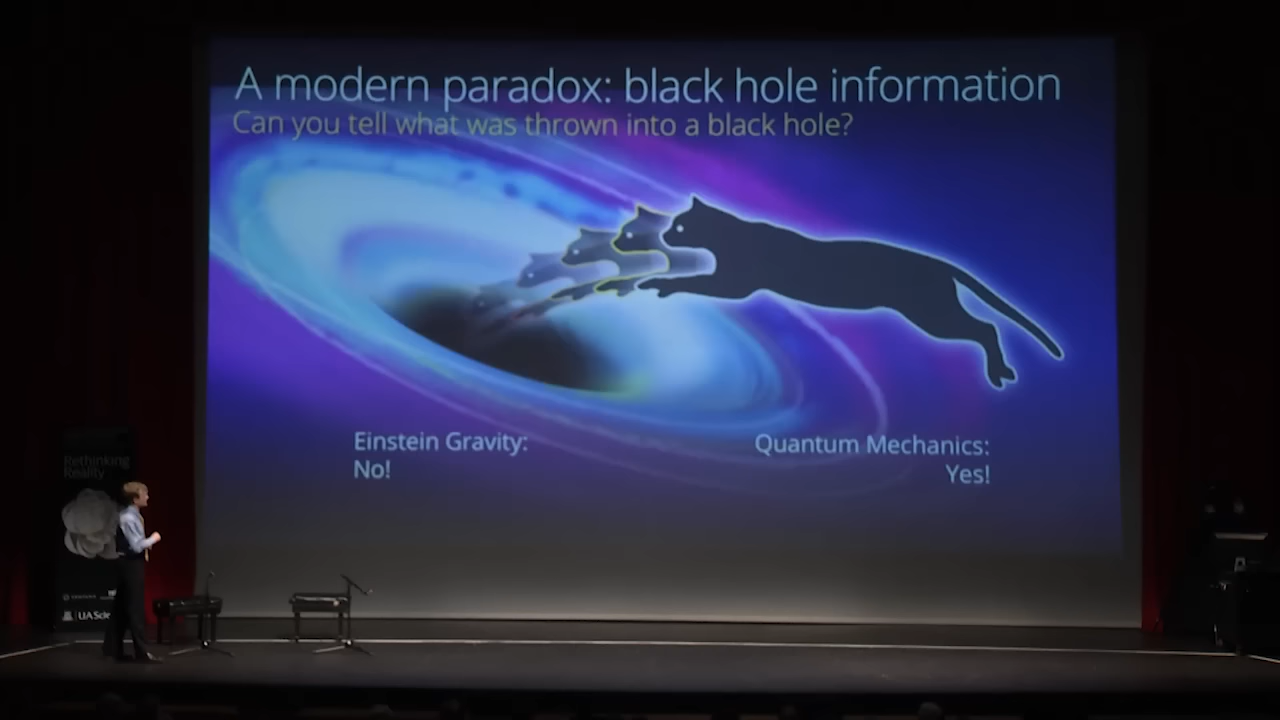 A modern paradox: black hole information
Can you tell what was thrown into a black hole?
Einstein Gravity:
No!
Quantum Mechanics:
Yes!
Rethinking
Reality
UA